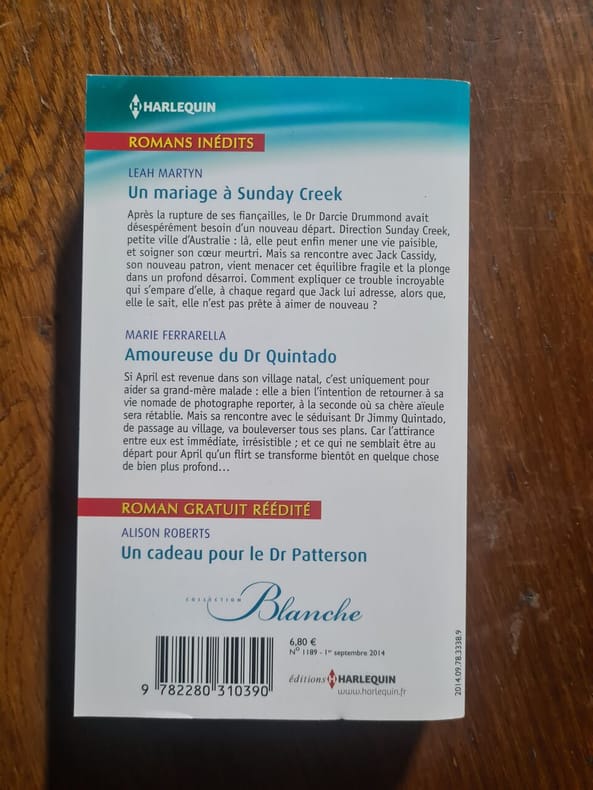 HARLEQUIN
ROMANS INÉDITS
LEAH MARTYN
Un mariage à Sunday Creek
Après la rupture de ses fiançailles, le Dr Darcie Drummond avait
désespérément besoin d'un nouveau départ. Direction Sunday Creek,
petite ville d'Australie : là, elle peut enfin mener une vie paisible,
et soigner son cœur meurtri. Mais sa rencontre avec Jack Cassidy,
son nouveau patron, vient menacer cet équilibre fragile et la plonge
dans un profond désarroi. Comment expliquer ce trouble incroyable
qui s'empare d'elle, à chaque regard que Jack lui adresse, alors que,
elle le sait, elle n'est pas prête à aimer de nouveau ?
MARIE FERRARELLA
Amoureuse du Dr Quintado
Si April est revenue dans son village natal, c'est uniquement pour
aider sa grand-mère malade : elle a bien l'intention de retourner à sa
vie nomade de photographe reporter, à la seconde où sa chère aïeule
sera rétablie. Mais sa rencontre avec le séduisant Dr Jimmy Quintado,
de passage au village, va bouleverser tous ses plans. Car l'attirance
entre eux est immédiate, irrésistible ; et ce qui ne semblait être au
départ pour April qu'un flirt se transforme bientôt en quelque chose
de bien plus profond…
ROMAN GRATUIT RÉÉDITÉ
ALISON ROBERTS
Un cadeau pour le Dr Patterson
COLLECTION Blanche
6,80 €
N° 1189 - 1er septembre 2014
9 782280 310390
éditions HARLEQUIN
www.harlequin.fr
2014.09.78.3338.9